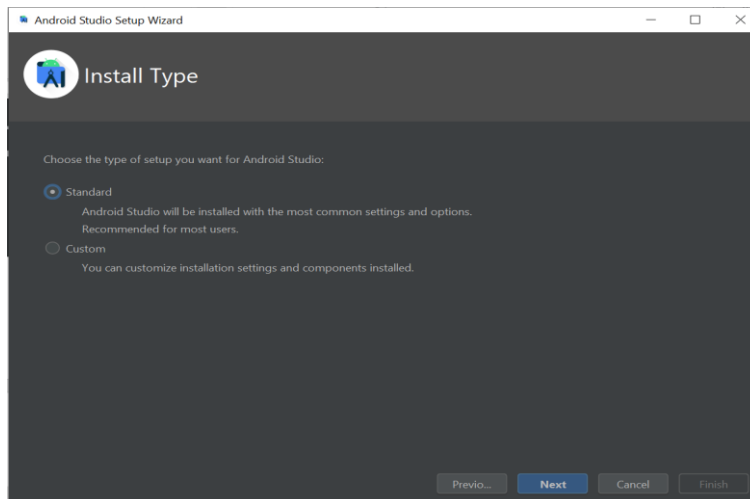 Android Studio Setup Wizard
Install Type
Choose the type of setup you want for Android Studio:
Standard
Android Studio will be installed with the most common settings and options.
Recommended for most users.
Custom
You can customize installation settings and components installed.
Previo... Next Cancel Finish